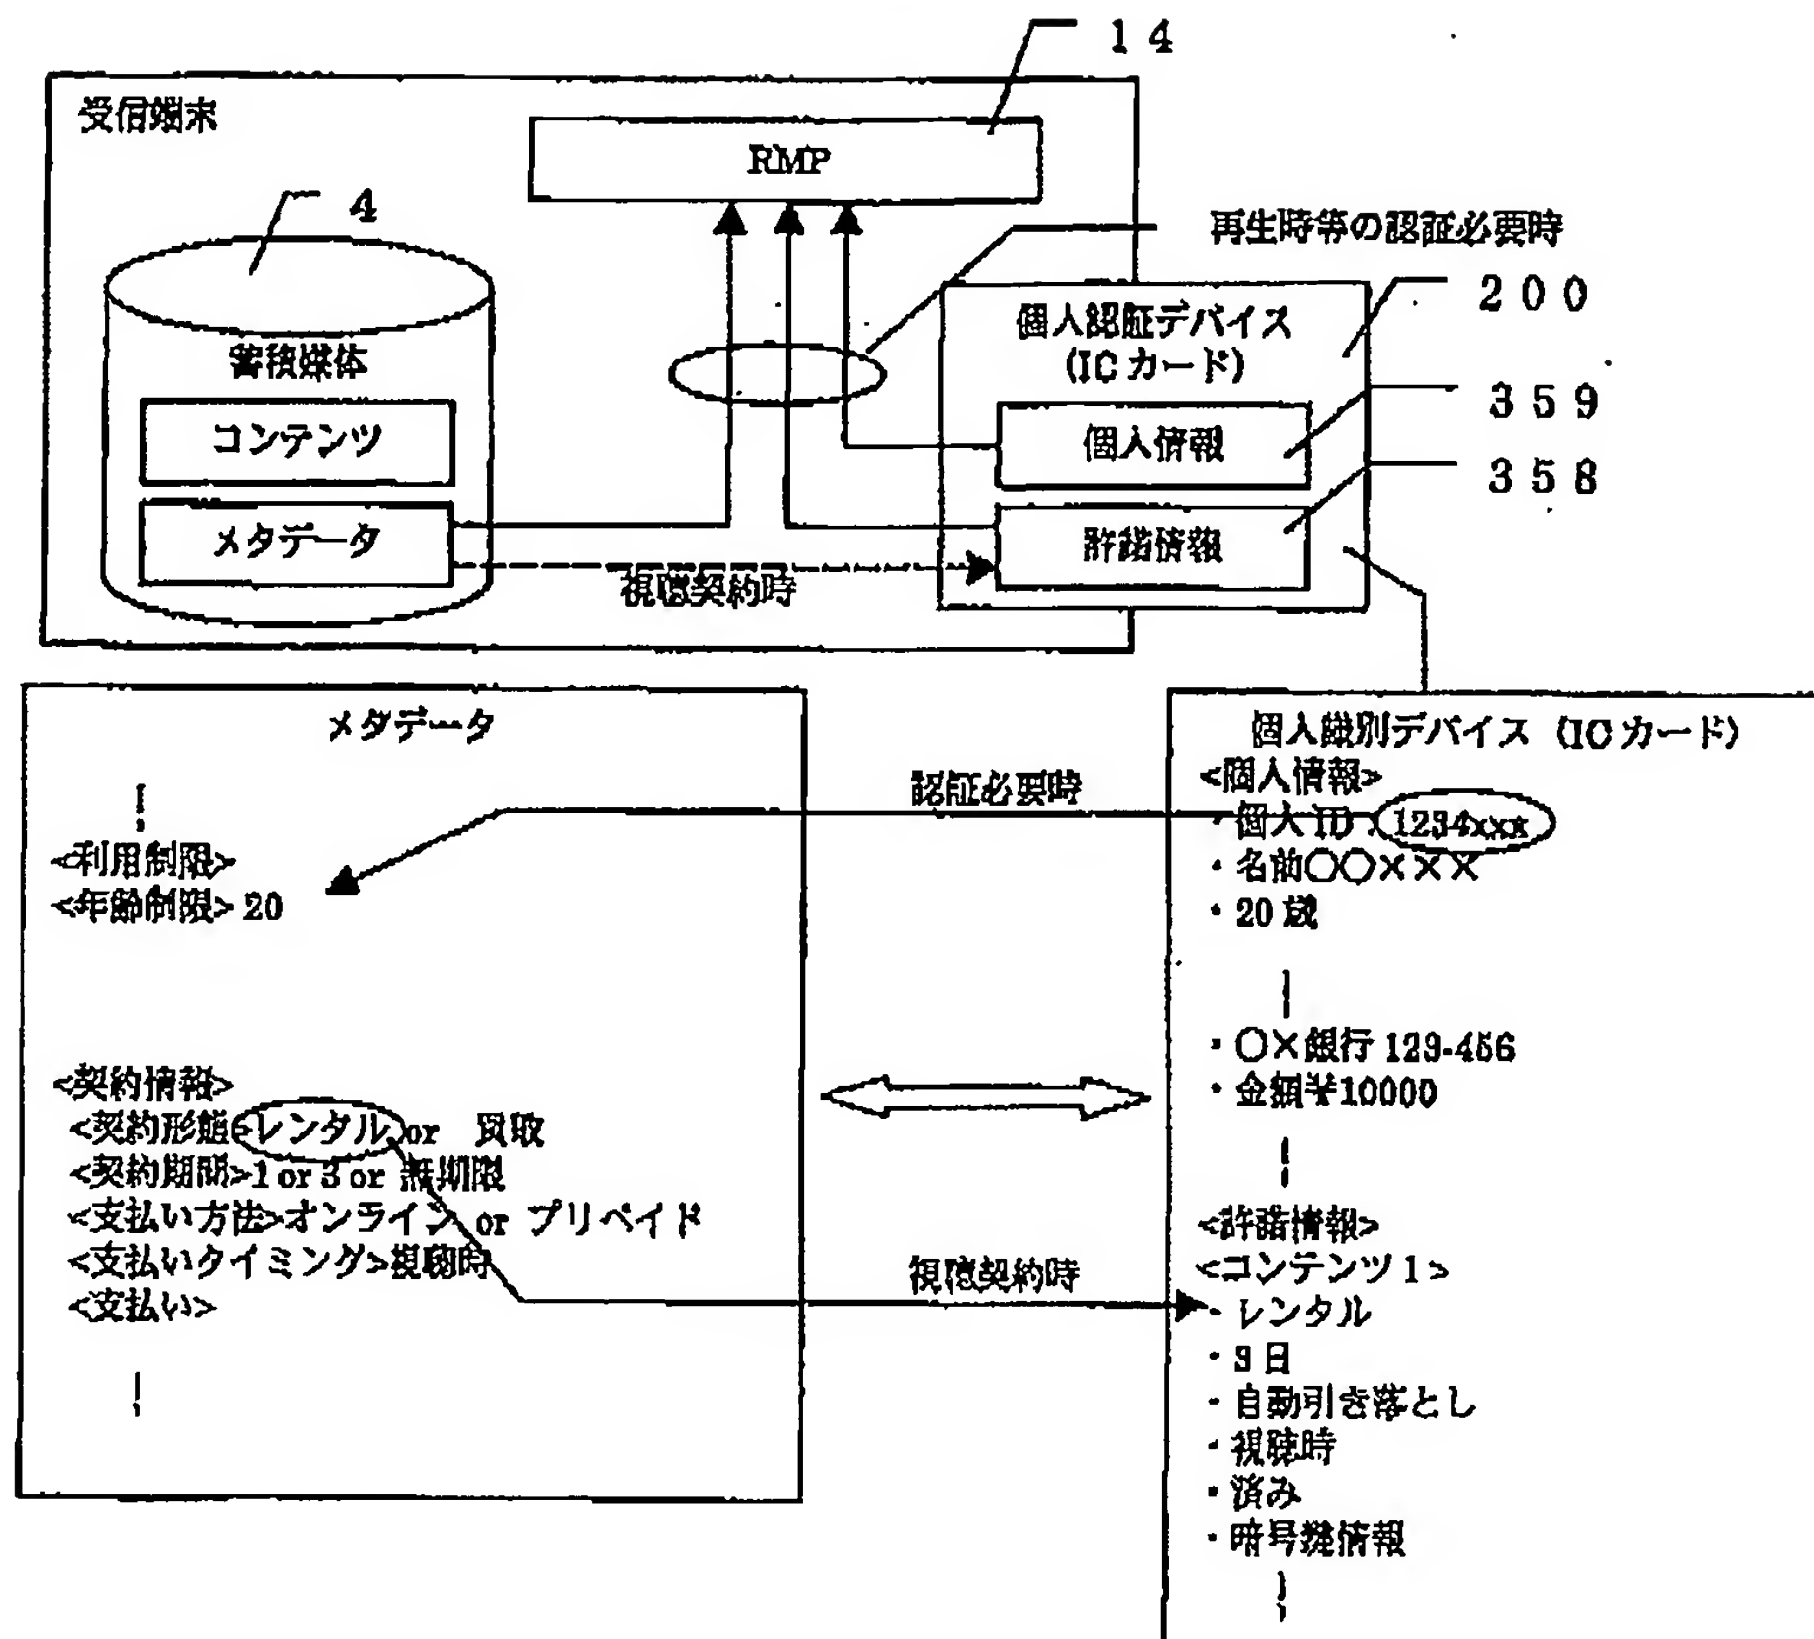 14
受信端末
RMP
4
再生時等の認証必要時
200
個人認証デバイス
(ICカード)
蓄積媒体
359
コンテンツ
個人情報
358
メタデータ
許諾情報
視聴契約時
メタデータ
個人識別デバイス (ICカード)
<個人情報>
認証必要時
・個人ID:1234xxx
<利用制限>
・名前○○×××
<年齢制限>20
・20歳
・○×銀行 123-456
・金額¥10000
<契約情報>
<契約形態>レンタル or 買取
<契約期間>1 or 3 or 無期限
<支払い方法>オンライン or プリペイド
<許諾情報>
<支払いタイミング>視聴時
視聴契約時
<コンテンツ1>
<支払い>
・レンタル
・3日
・自動引き落とし
・視聴時
・済み
・暗号鍵情報